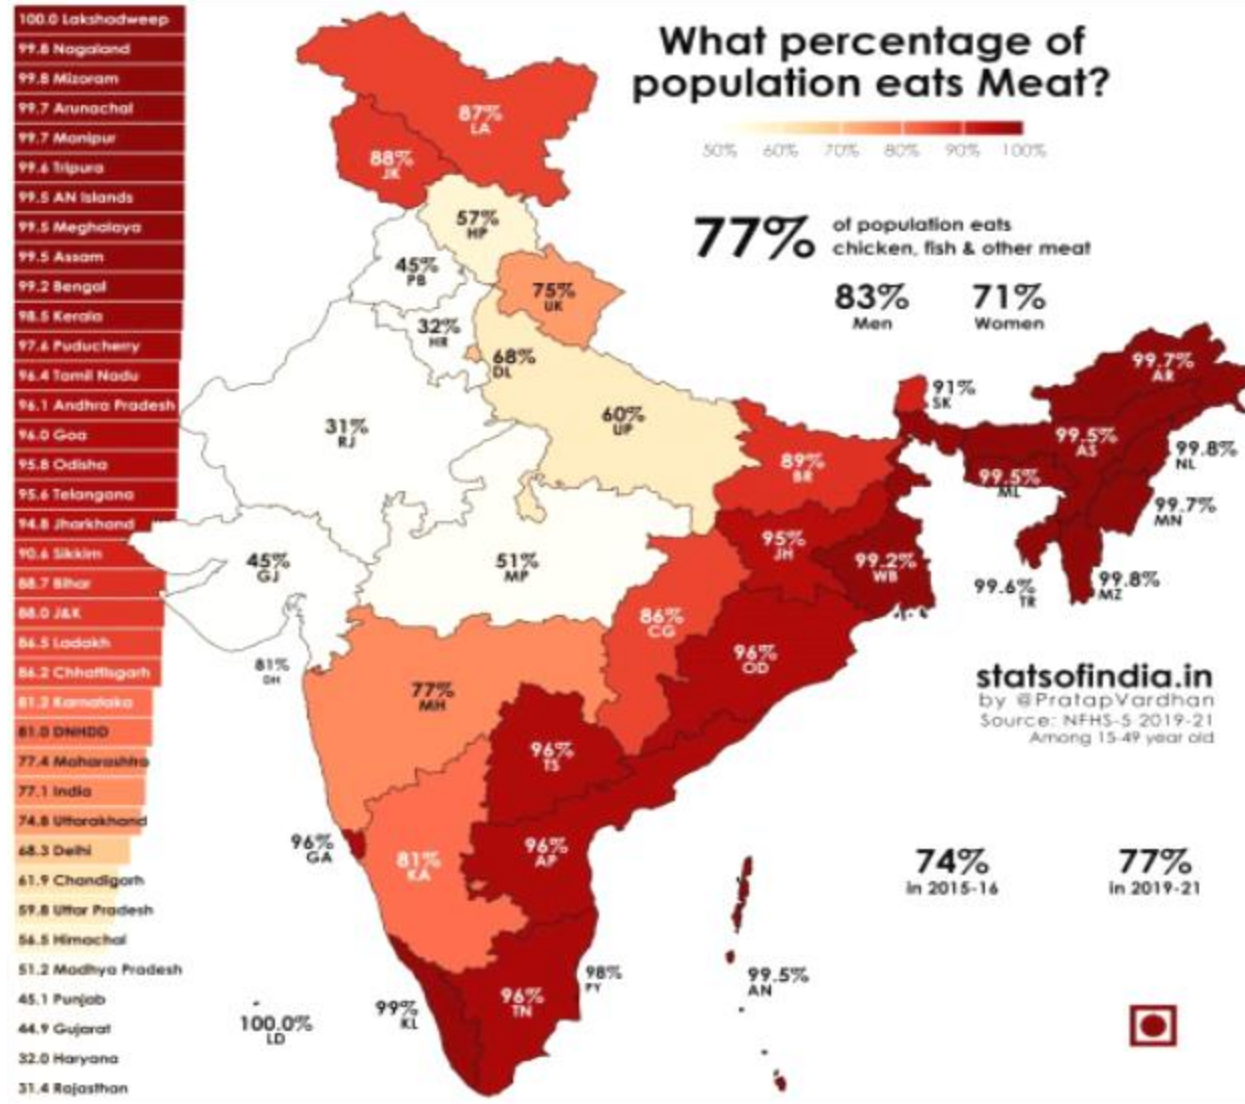 What percentage of
population eats Meat?
50% 60% 70% 80% 90% 100%
77% of population eats
chicken, fish & other meat
83% 71%
Men Women
100.0 Lakshadweep
99.8 Nagaland
99.8 Mizoram
99.7 Arunachal
99.7 Manipur
99.6 Tripura
99.5 AN Islands
99.5 Meghalaya
99.5 Assam
99.2 Bengal
98.5 Kerala
97.6 Puducherry
96.4 Tamil Nadu
96.1 Andhra Pradesh
96.0 Goa
95.8 Odisha
95.6 Telangana
94.8 Jharkhand
90.6 Sikkim
88.7 Bihar
88.0 J&K
86.5 Ladakh
86.2 Chhattisgarh
81.2 Karnataka
81.0 DNHDD
77.4 Maharashtra
77.1 India
74.8 Uttarakhand
68.3 Delhi
61.9 Chandigarh
59.8 Uttar Pradesh
56.5 Himachal
51.2 Madhya Pradesh
45.1 Punjab
44.9 Gujarat
32.0 Haryana
31.4 Rajasthan
87%
LA
88%
JK
57%
HP
45%
PB
75%
UK
32%
HR
68%
DL
31%
RJ
60%
UP
91%
SK
99.7%
AR
99.5%
AS
99.8%
NL
99.5%
ML
99.7%
MN
99.6%
TR
99.8%
MZ
89%
BR
95%
JH
99.2%
WB
45%
GJ
51%
MP
86%
CG
96%
OD
81%
DH
77%
MH
96%
TS
96%
GA
81%
KA
96%
AP
98%
PY
96%
TN
99%
KL
100.0%
LD
99.5%
AN
statsofindia.in
by @PratapVardhan
Source: NFHS-5 2019-21
Among 15-49 year old
74% 77%
in 2015-16 in 2019-21